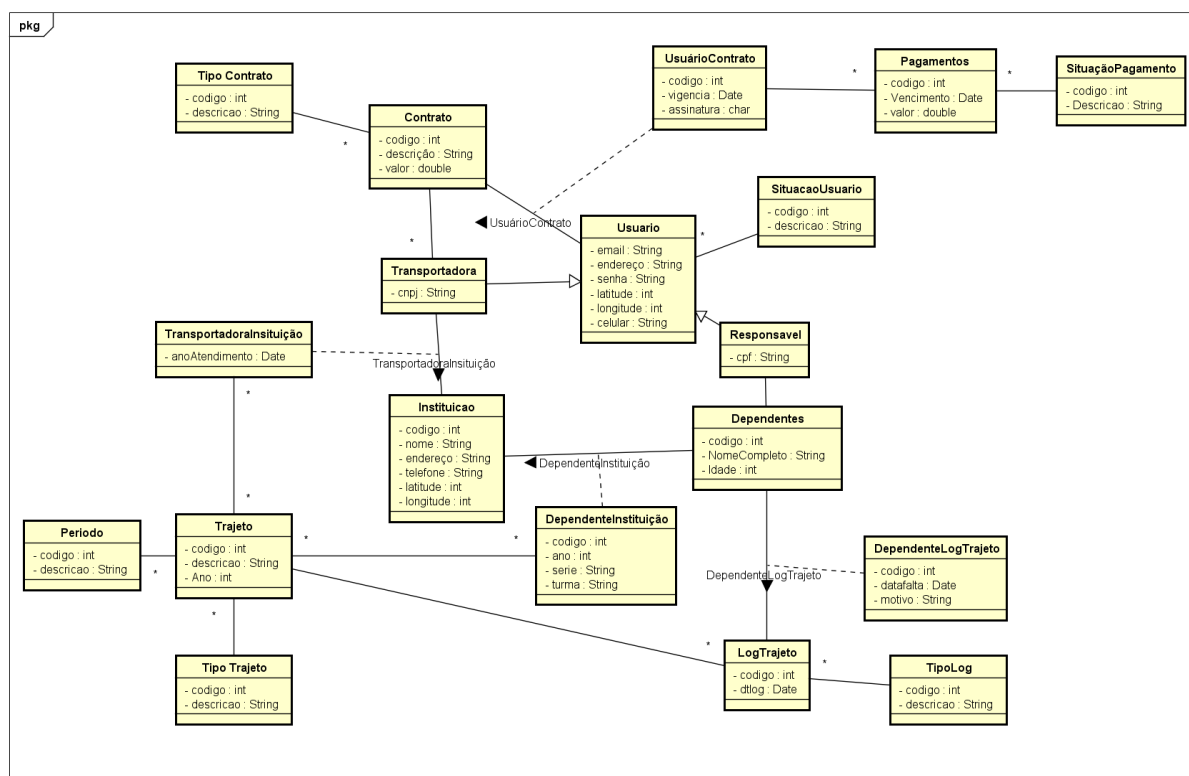 pkg
Tipo Contrato
- codigo : int
- descricao : String
*
Contrato
- codigo : int
- descrição : String
- valor : double
*
UsuárioContrato
- codigo : int
- vigencia : Date
- assinatura : char
*
Pagamentos
- codigo : int
- Vencimento : Date
- valor : double
*
SituaçãoPagamento
- codigo : int
- Descricao : String
UsuárioContrato
Usuario
- email : String
- endereço : String
- senha : String
- latitude : int
- longitude : int
- celular : String
*
SituacaoUsuario
- codigo : int
- descricao : String
Transportadora
- cnpj : String
TransportadoraInsituição
- anoAtendimento : Date
*
TransportadoraInsituição
Responsavel
- cpf : String
Instituicao
- codigo : int
- nome : String
- endereço : String
- telefone : String
- latitude : int
- longitude : int
Dependentes
- codigo : int
- NomeCompleto : String
- Idade : int
DependenteInstituição
*
Periodo
- codigo : int
- descricao : String
*
Trajeto
- codigo : int
- descricao : String
- Ano : int
*
*
*
DependenteInstituição
- codigo : int
- ano : int
- serie : String
- turma : String
DependenteLogTrajeto
- codigo : int
- datafalta : Date
- motivo : String
DependenteLogTrajeto
Tipo Trajeto
- codigo : int
- descricao : String
*
LogTrajeto
- codigo : int
- dtlog : Date
*
TipoLog
- codigo : int
- descricao : String